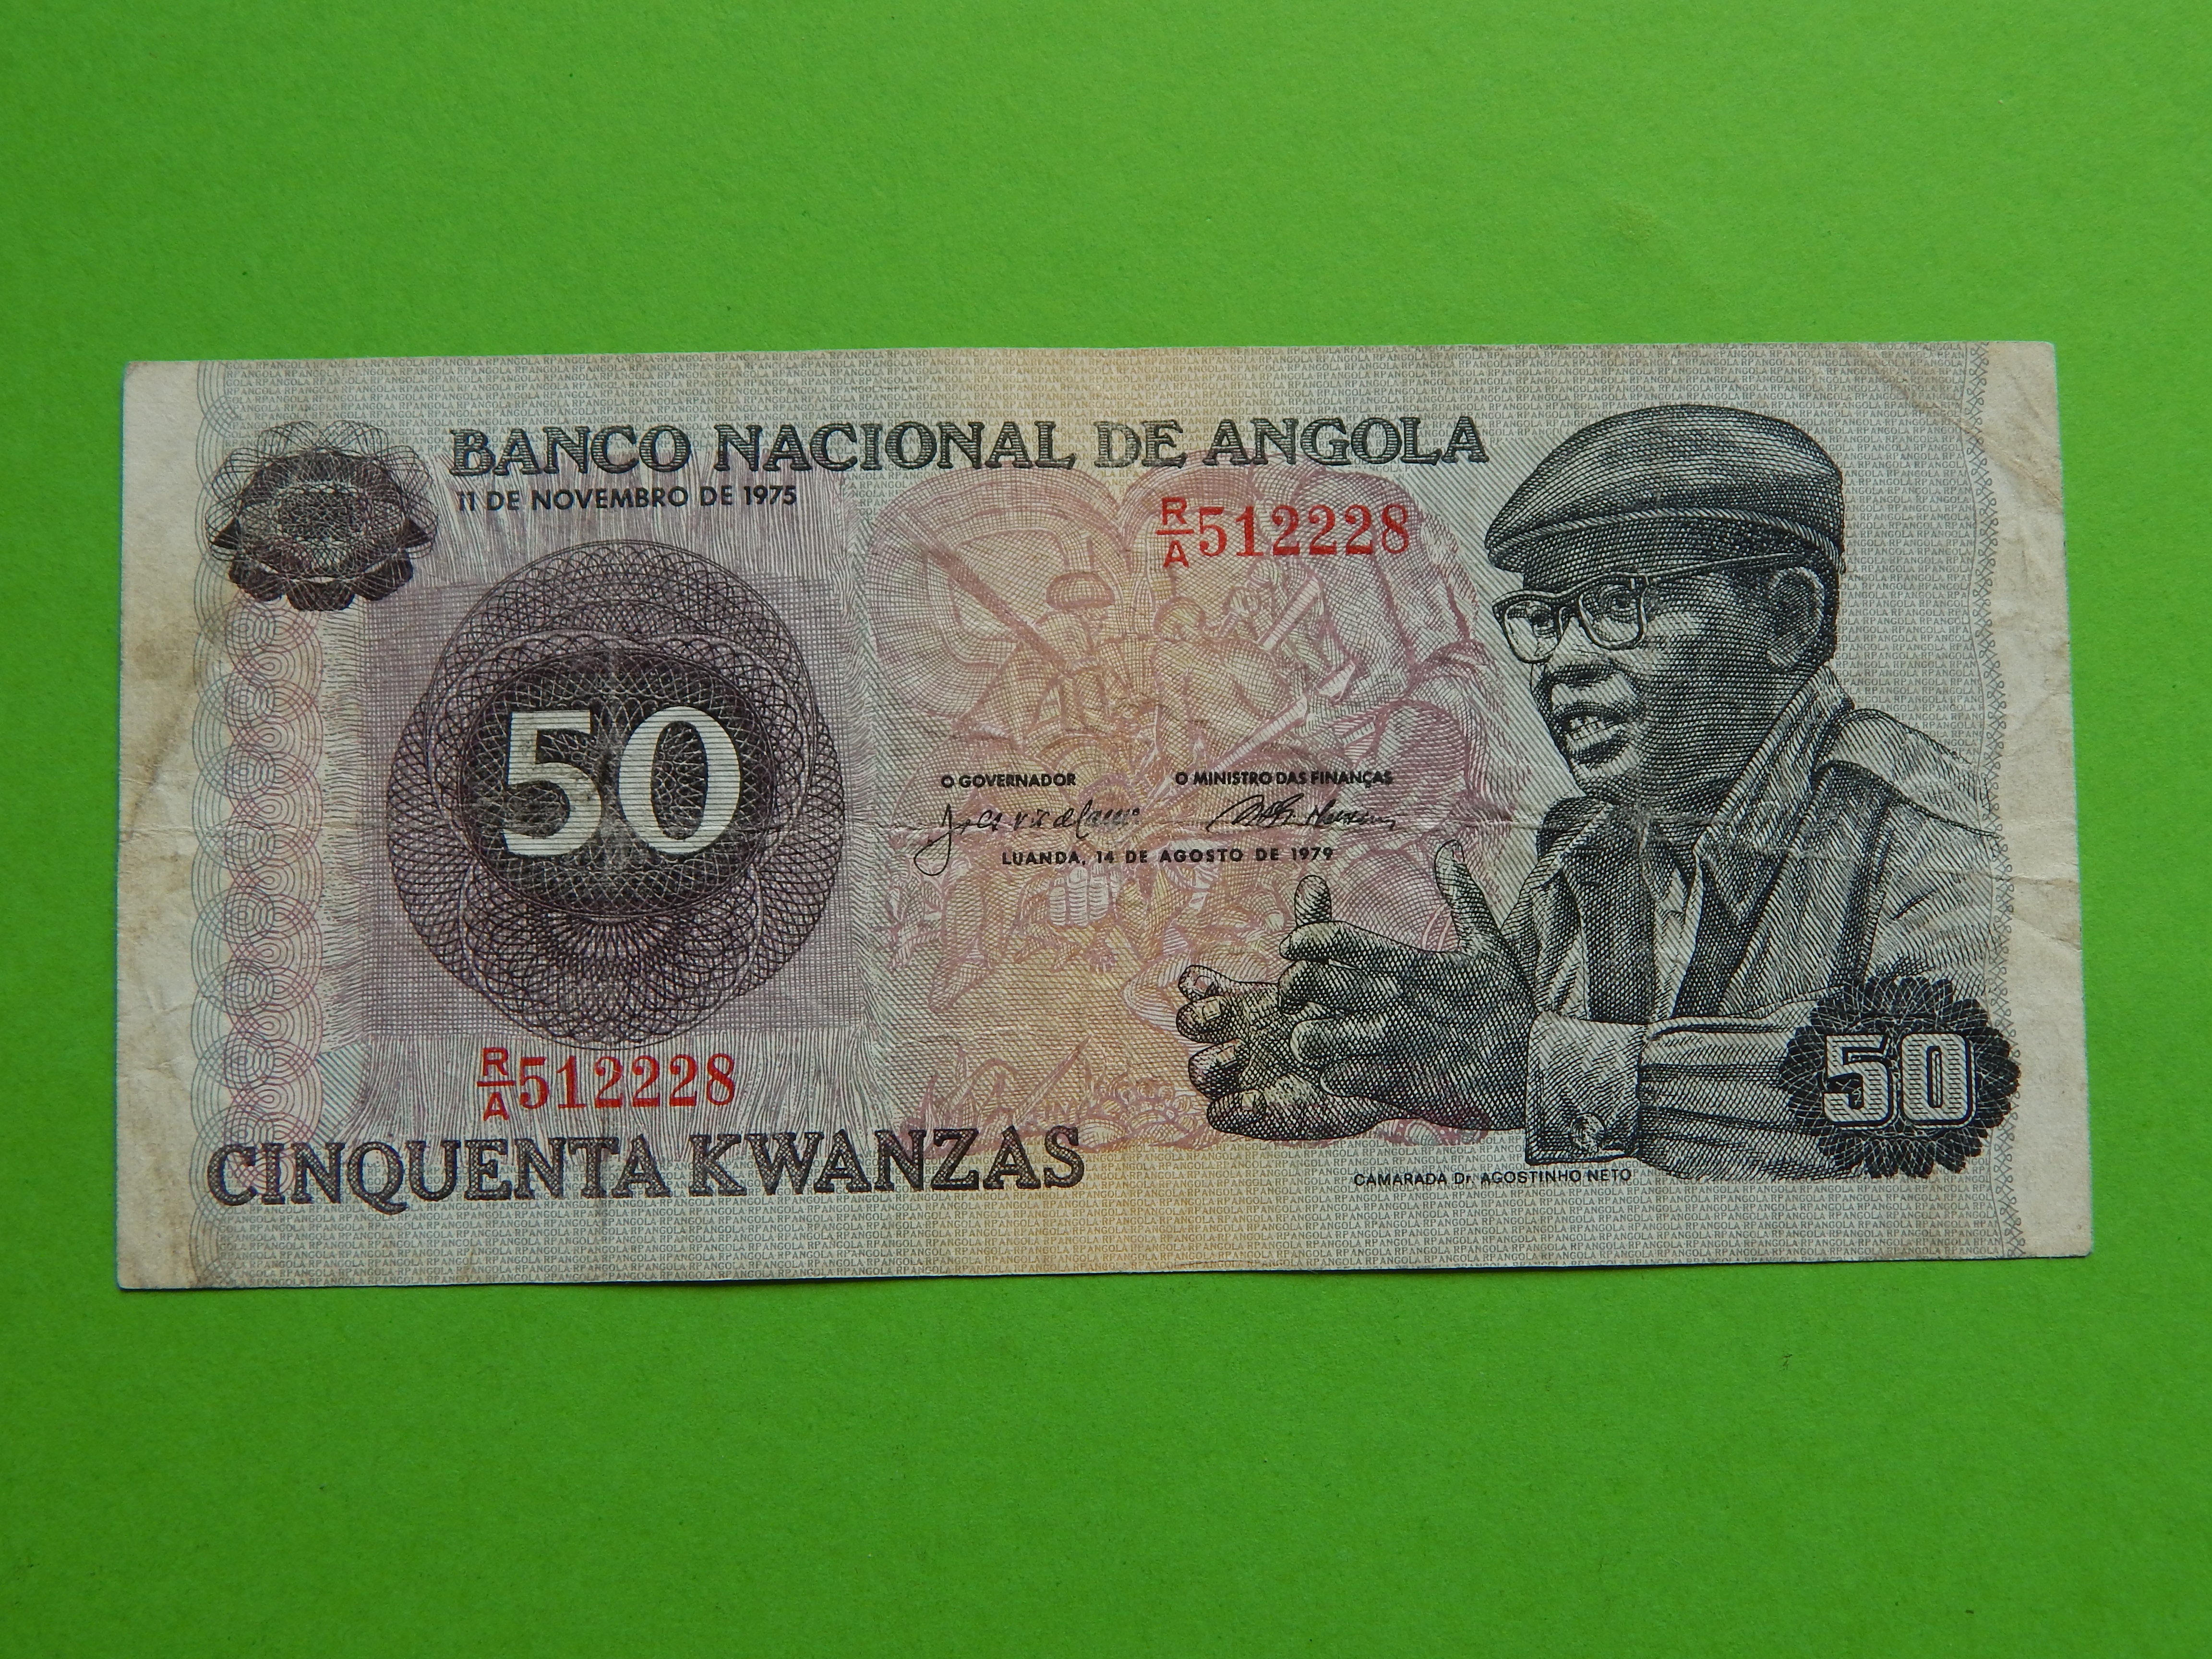 BANCO NACIONAL DE ANGOLA
11 DE NOVEMBRO DE 1975
R/A 512228
50
O GOVERNADOR
O MINISTRO DAS FINANÇAS
LUANDA, 14 DE AGOSTO DE 1979
R/A 512228
CINQUENTA KWANZAS
50
CAMARADA Dr. AGOSTINHO NETO